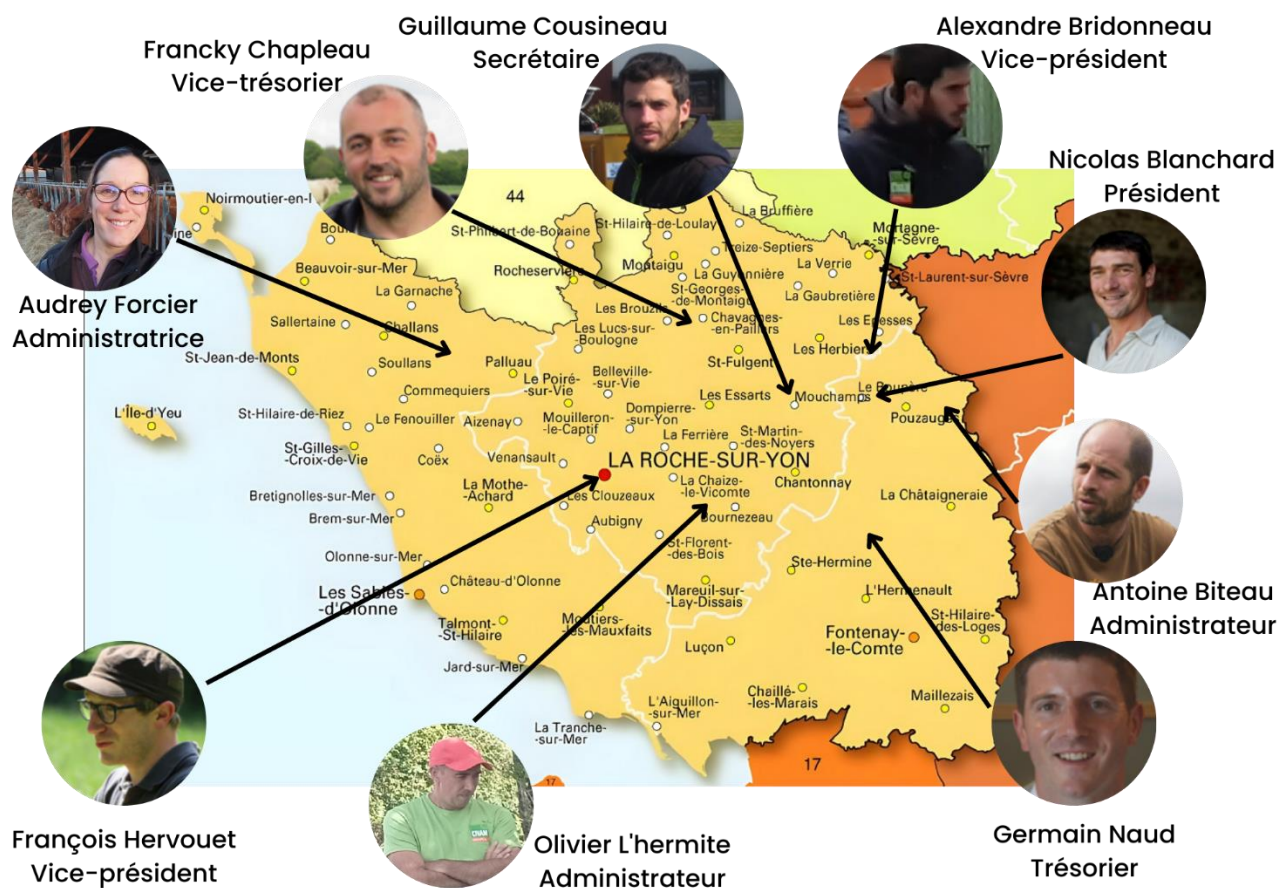 Guillaume Cousineau
Secrétaire
Alexandre Bridonneau
Vice-président
Francky Chapleau
Vice-trésorier
Nicolas Blanchard
Président
Audrey Forcier
Administratrice
Antoine Biteau
Administrateur
François Hervouet
Vice-président
Olivier L'hermite
Administrateur
Germain Naud
Trésorier
44
Noirmoutier-en-l
La Bruffière
St-Hilaire-de-Loulay
St-Philbert-de-Bouaine
Mortagne-
-sur-Sèvre
Treize-Septiers
Montaigu
La Verrie
Beauvoir-sur-Mer
Rocheservière
La Guyonnière
St-Laurent-sur-Sèvre
La Garnache
St-Georges-
-de-Montaigu
La Gaubretière
Les Brouzils
Sallertaine
Challans
Les Lucs-sur-
-Boulogne
Chavagnes-
-en-Paillers
Les Epesses
St-Jean-de-Monts
Soullans
Palluau
St-Fulgent
Les Herbiers
Belleville-
-sur-Vie
Le Poiré-
-sur-Vie
Commequiers
Les Essarts
Mouchamps
Le Boupère
Pouzauges
L'Île-d'Yeu
St-Hilaire-de-Riez
Le Fenouiller
Aizenay
Mouilleron-
-le-Captif
Dompierre-
-sur-Yon
La Ferrière
St-Martin-
-des-Noyers
St-Gilles-
-Croix-de-Vie
Coëx
Venansault
LA ROCHE-SUR-YON
Chantonnay
La Mothe-
-Achard
La Chaize-
-le-Vicomte
La Châtaigneraie
Bretignolles-sur-Mer
Les Clouzeaux
Brem-sur-Mer
Aubigny
Bournezeau
St-Florent-
-des-Bois
Olonne-sur-Mer
Ste-Hermine
Château-d'Olonne
Les Sables-
-d'Olonne
Mareuil-sur-
-Lay-Dissais
L'Hermenault
St-Hilaire-
-des-Loges
Talmont-
-St-Hilaire
Moutiers-
-les-Mauxfaits
Luçon
Fontenay-
-le-Comte
Jard-sur-Mer
Chaillé-
-les-Marais
Maillezais
L'Aiguillon-
-sur-Mer
La Tranche-
-sur-Mer
17
17